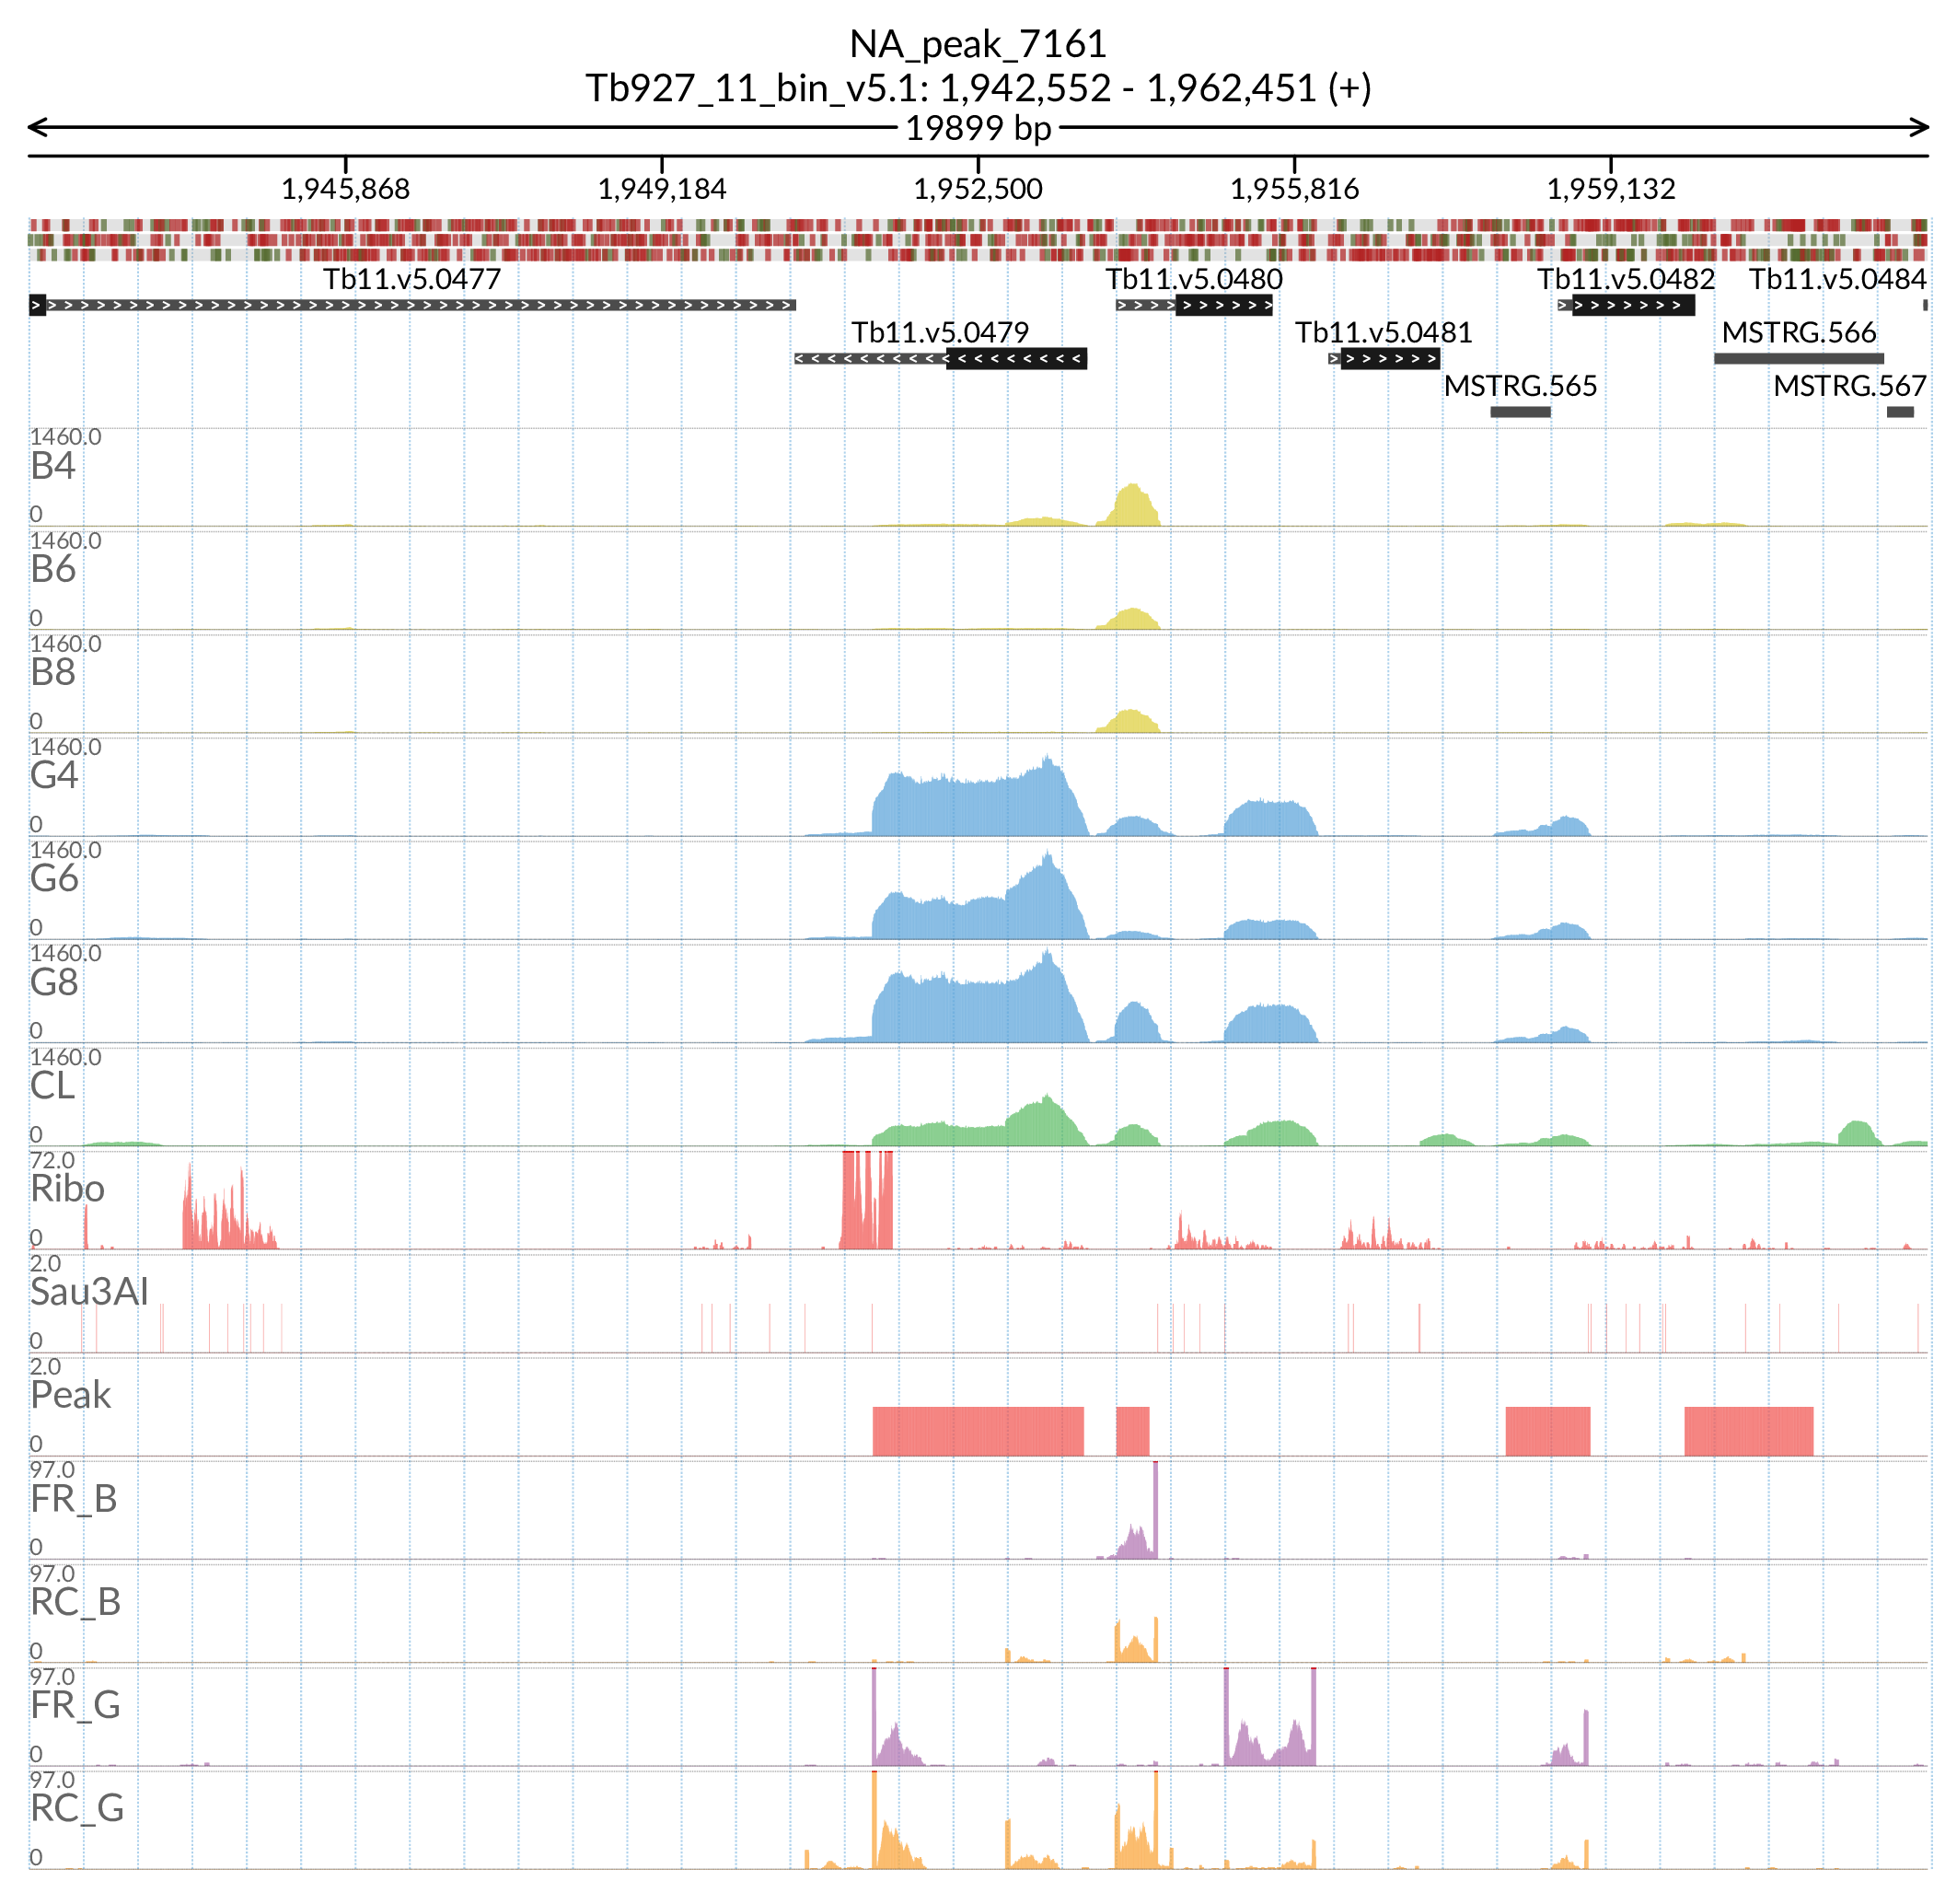 NA_peak_7161
Tb927_11_bin_v5.1: 1,942,552 - 1,962,451 (+)
19899 bp
1,945,868 1,949,184 1,952,500 1,955,816 1,959,132
Tb11.v5.0477 Tb11.v5.0480 Tb11.v5.0482 Tb11.v5.0484
Tb11.v5.0479 Tb11.v5.0481 MSTRG.566
MSTRG.565 MSTRG.567
1460.0
B4
0
1460.0
B6
0
1460.0
B8
0
1460.0
G4
0
1460.0
G6
0
1460.0
G8
0
1460.0
CL
0
72.0
Ribo
0
2.0
Sau3AI
0
2.0
Peak
0
97.0
FR_B
0
97.0
RC_B
0
97.0
FR_G
0
97.0
RC_G
0